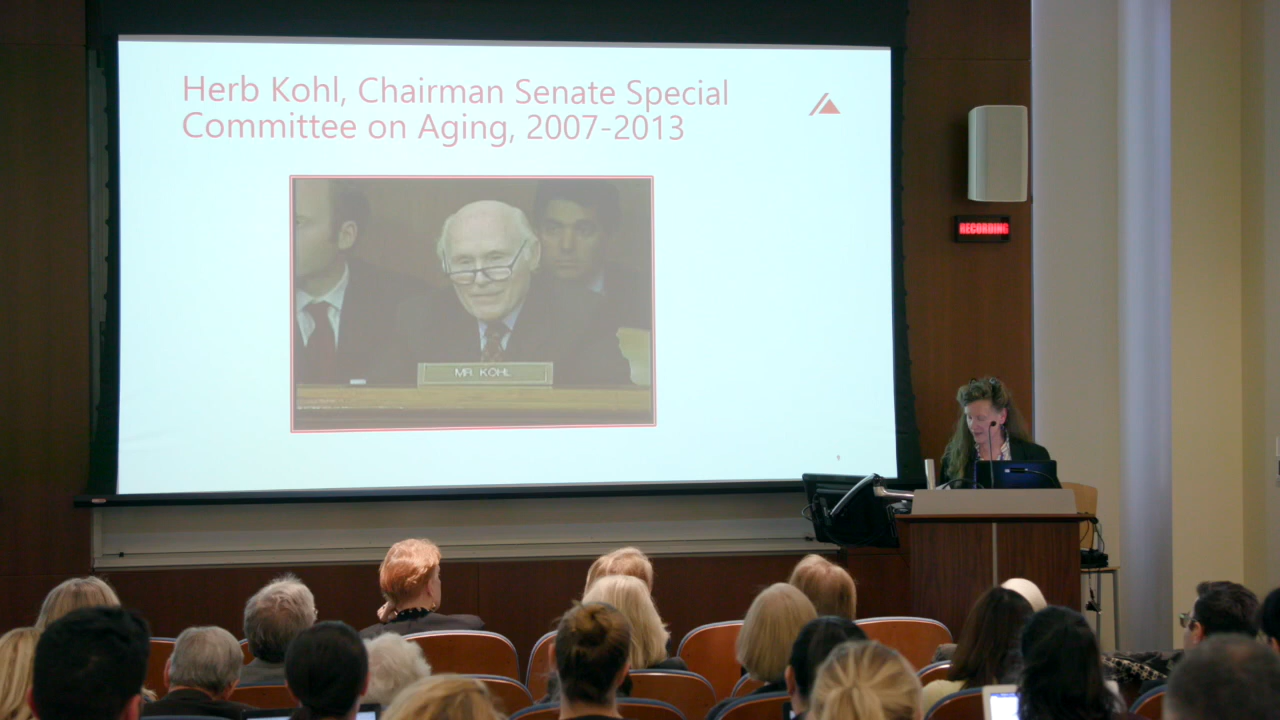 Herb Kohl, Chairman Senate Special
Committee on Aging, 2007-2013
MR. KOHL
RECORDING